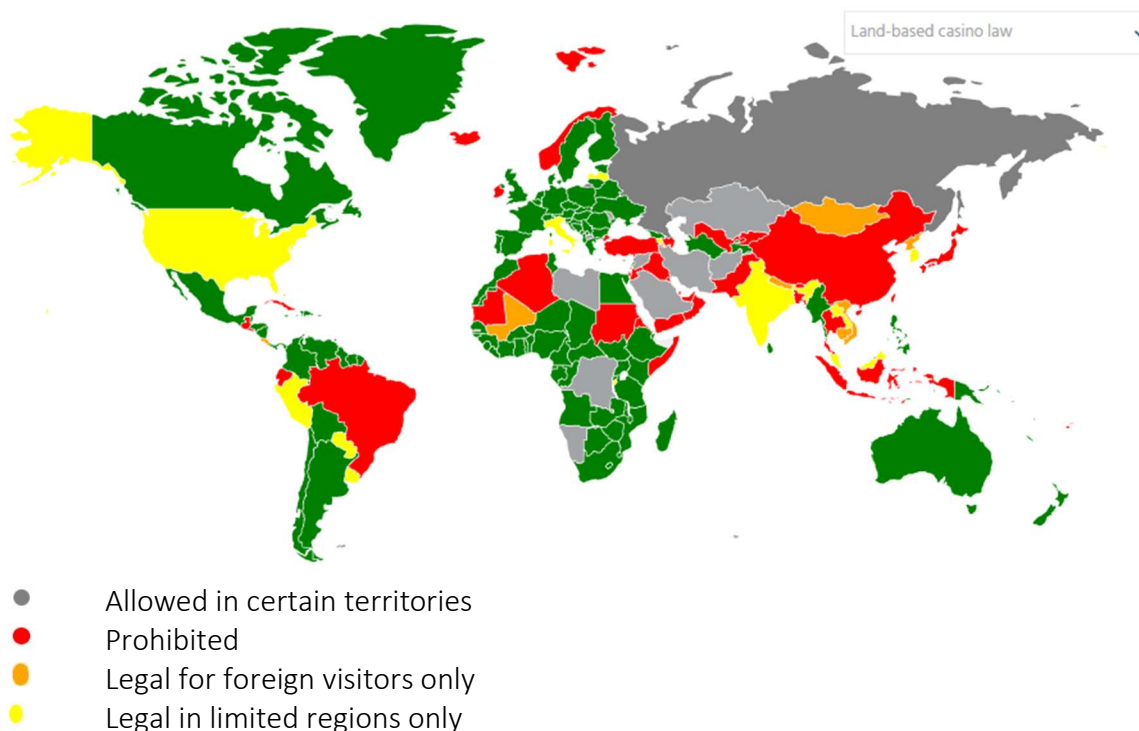 Land-based casino law
Allowed in certain territories
Prohibited
Legal for foreign visitors only
Legal in limited regions only